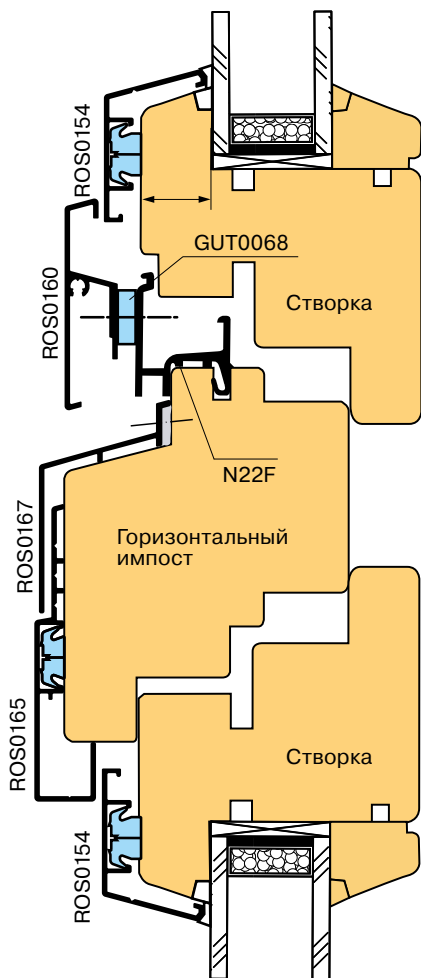 ROS0154
GUT0068
ROS0160
Створка
N22F
ROS0167
Горизонтальный
импост
ROS0165
Створка
ROS0154